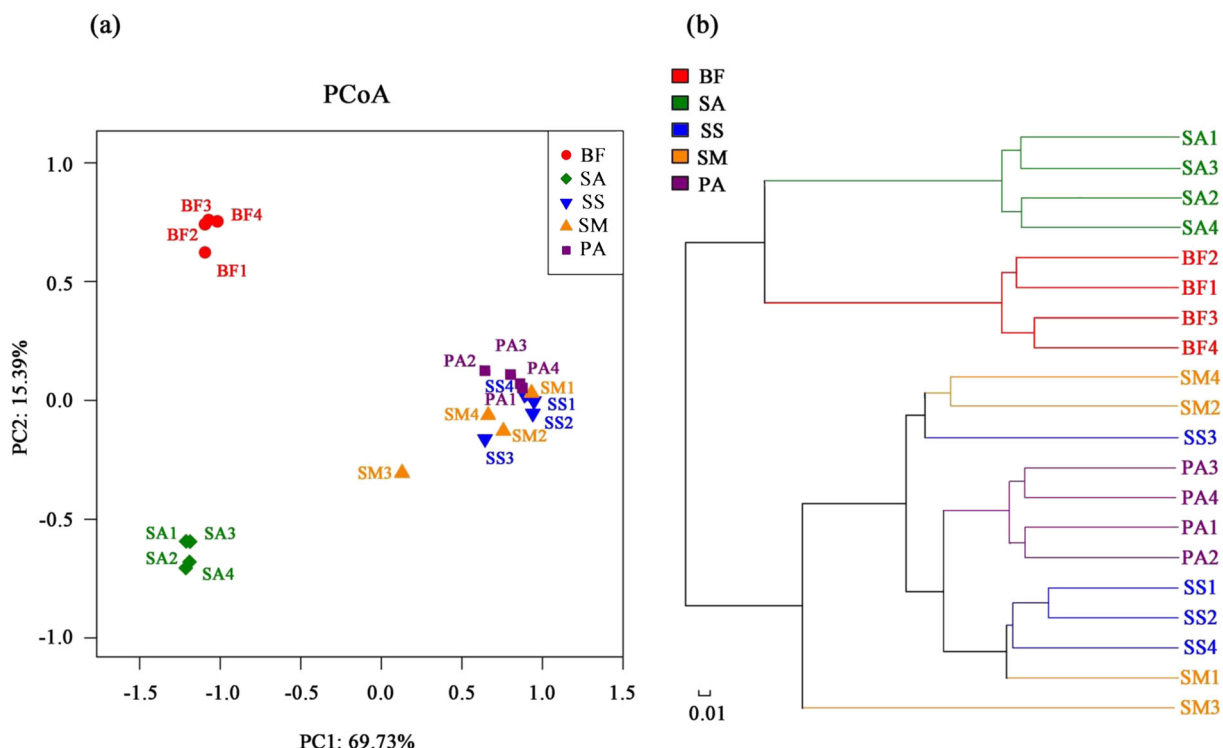 (a)
PCoA
1.0
0.5
0.0
-0.5
-1.0
PC2: 15.39%
-1.5
-1.0
-0.5
0.0
0.5
1.0
1.5
PC1: 69.73%
BF
SA
SS
SM
PA
BF3
BF4
BF2
BF1
PA3
PA2
PA4
SS4
SM1
PA1
SS1
SM4
SS2
SM2
SS3
SM3
SA1
SA3
SA2
SA4
(b)
BF
SA
SS
SM
PA
SA1
SA3
SA2
SA4
BF2
BF1
BF3
BF4
SM4
SM2
SS3
PA3
PA4
PA1
PA2
SS1
SS2
SS4
SM1
SM3
0.01